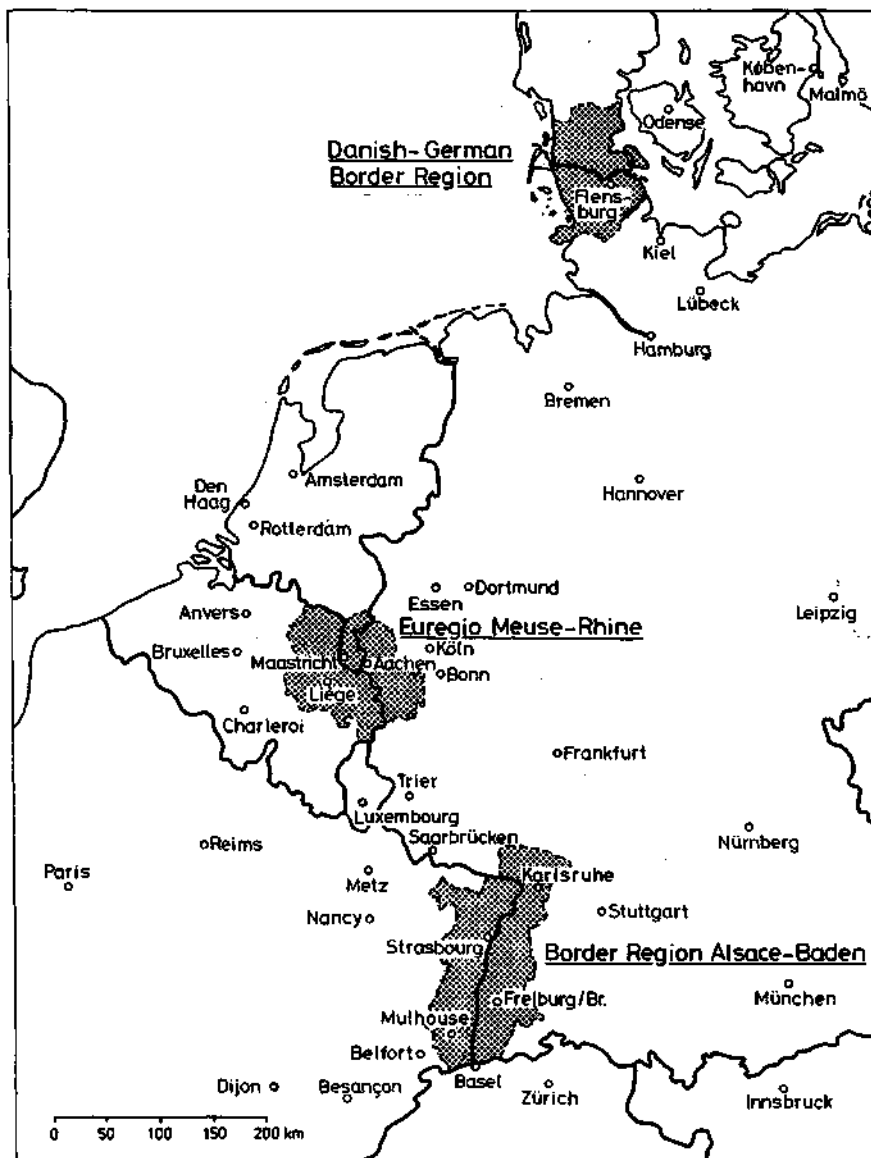 Köben-
havn
Malmö
Odense
Danish-German
Border Region
Flens-
burg
Kiel
Lübeck
Hamburg
Bremen
Amsterdam
Den
Haag
Hannover
Rotterdam
Essen
Dortmund
Leipzig
Anvers
Euregio Meuse-Rhine
Bruxelles
Köln
Maastricht
Aachen
Bonn
Liège
Charleroi
Frankfurt
Trier
Luxembourg
Nürnberg
Saarbrücken
Reims
Paris
Metz
Karlsruhe
Nancy
Stuttgart
Strasbourg
Border Region Alsace-Baden
München
Freiburg/Br.
Mulhouse
Belfort
Basel
Dijon
Besançon
Zürich
Innsbruck
0 50 100 150 200 km